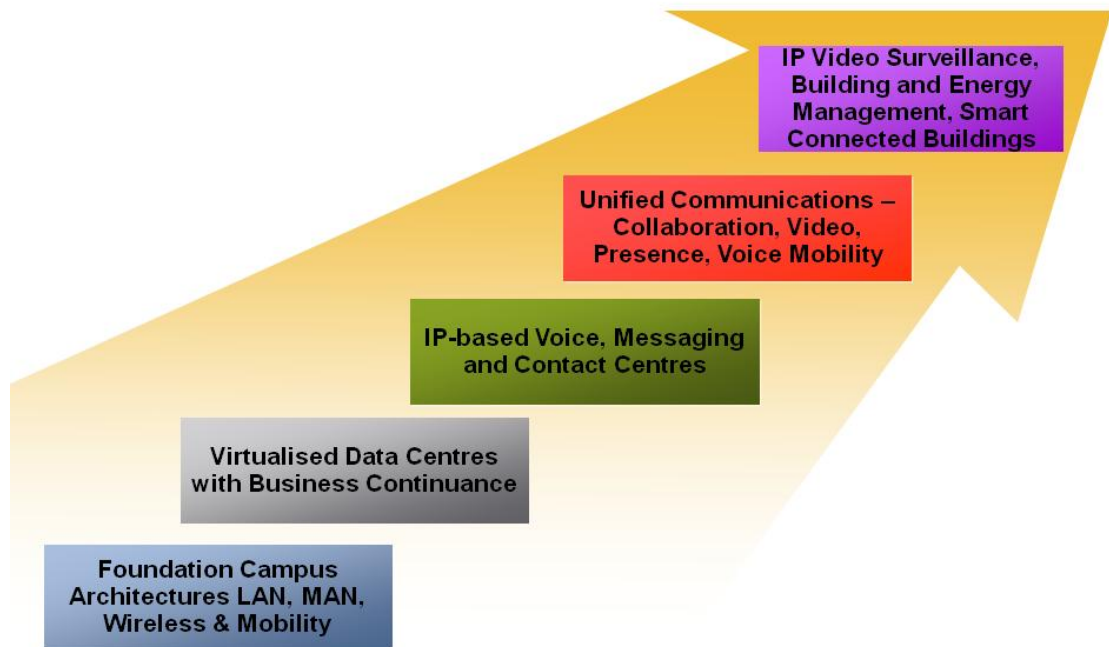 IP Video Surveillance,
Building and Energy
Management, Smart
Connected Buildings
Unified Communications –
Collaboration, Video,
Presence, Voice Mobility
IP-based Voice, Messaging
and Contact Centres
Virtualised Data Centres
with Business Continuance
Foundation Campus
Architectures LAN, MAN,
Wireless & Mobility